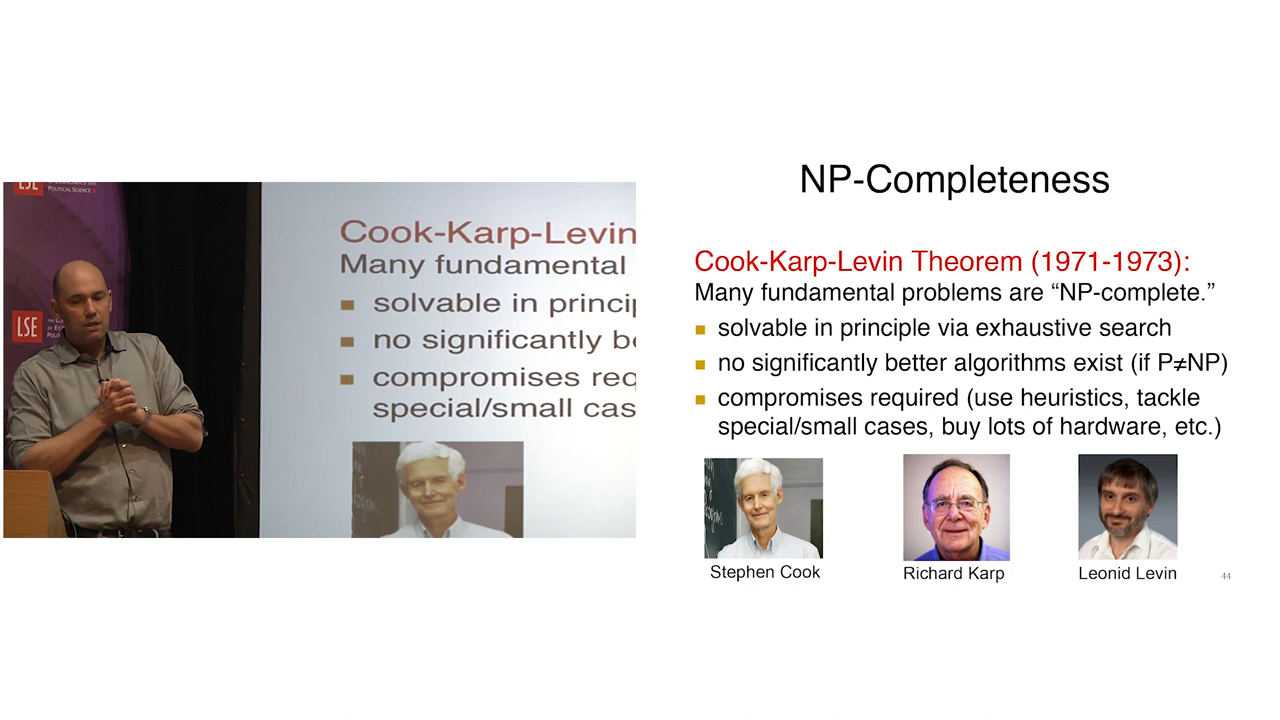 LSE
POLITICAL SCIENCE
LSE
Cook-Karp-Levin
Many fundamental
solvable in princip
no significantly be
compromises req
special/small cas
NP-Completeness
Cook-Karp-Levin Theorem (1971-1973):
Many fundamental problems are “NP-complete.”
solvable in principle via exhaustive search
no significantly better algorithms exist (if P≠NP)
compromises required (use heuristics, tackle
special/small cases, buy lots of hardware, etc.)
Stephen Cook
Richard Karp
Leonid Levin
44